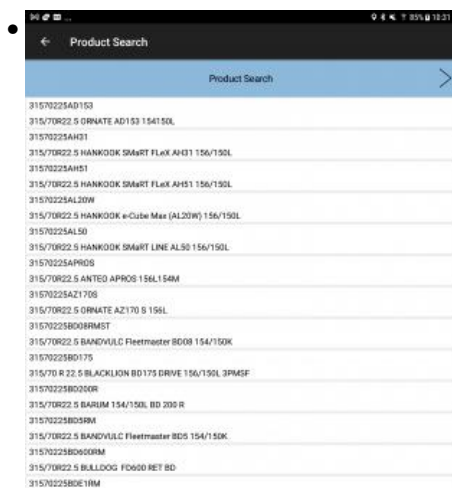 85% 10:31
Product Search
Product Search
31570225AD153
315/70R22.5 ORNATE AD153 154150L
31570225AH31
315/70R22.5 HANKOOK SMaRT FLeX AH31 156/150L
31570225AH51
315/70R22.5 HANKOOK SMaRT FLeX AH51 156/150L
31570225AL20W
315/70R22.5 HANKOOK e-Cube Max (AL20W) 156/150L
31570225AL50
315/70R22.5 HANKOOK SMaRT LINE AL50 156/150L
31570225APROS
315/70R22.5 ANTEO APROS 156L154M
31570225AZ170S
315/70R22.5 ORNATE AZ170 S 156L
31570225BD08RMST
315/70R22.5 BANDVULC Fleetmaster BD08 154/150K
31570225BD175
315/70 R 22.5 BLACKLION BD175 DRIVE 156/150L 3PMSF
31570225BD200R
315/70R22.5 BARUM 154/150L BD 200 R
31570225BD5RM
315/70R22.5 BANDVULC Fleetmaster BD5 154/150K
31570225BD600RM
315/70R22.5 BULLDOG FD600 RET BD
31570225BDE1RM